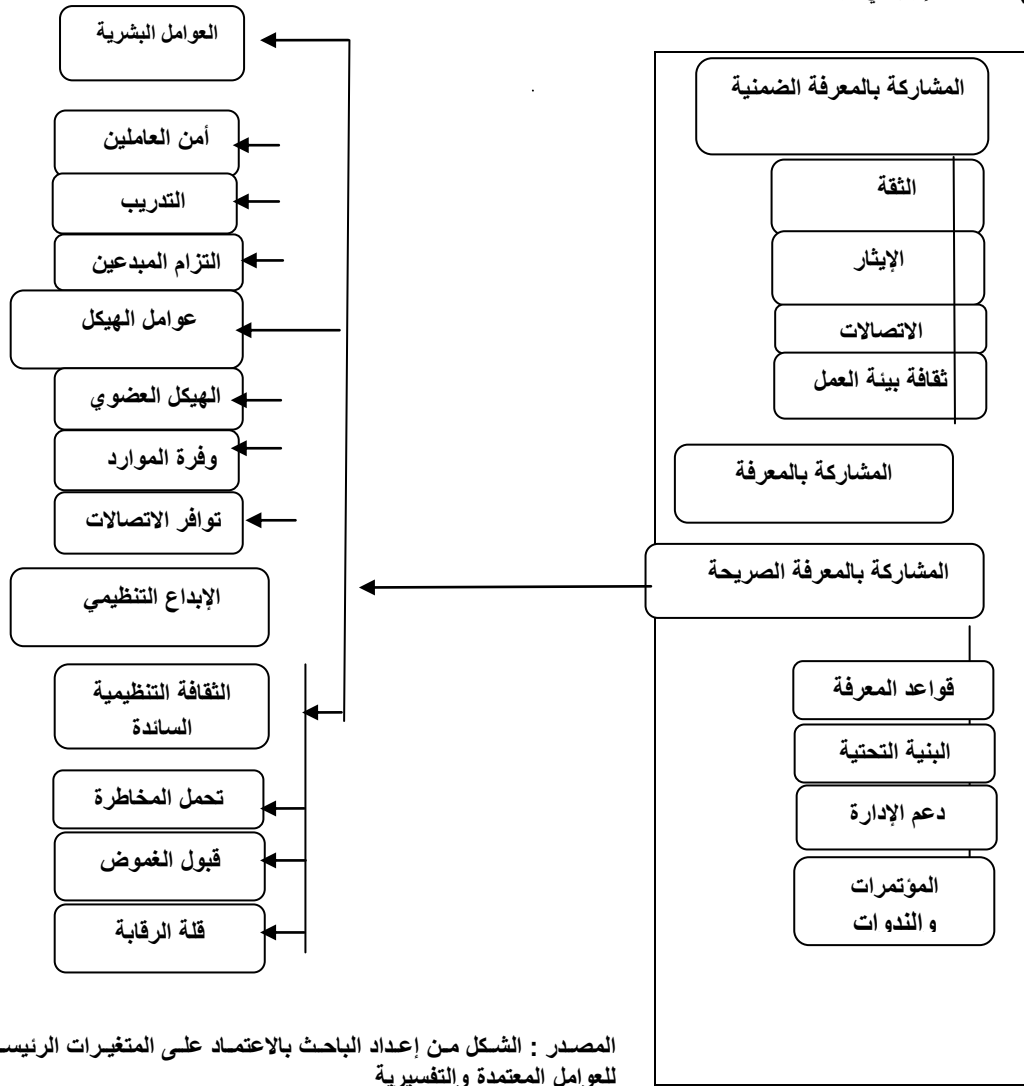 المشاركة بالمعرفة الضمنية
الثقة
الإيثار
الاتصالات
ثقافة بيئة العمل
المشاركة بالمعرفة
المشاركة بالمعرفة الصريحة
قواعد المعرفة
البنية التحتية
دعم الإدارة
المؤتمرات
والندوات
العوامل البشرية
أمن العاملين
التدريب
التزام المبدعين
عوامل الهيكل
الهيكل العضوي
وفرة الموارد
توافر الاتصالات
الإبداع التنظيمي
الثقافة التنظيمية
السائدة
تحمل المخاطرة
قبول الغموض
قلة الرقابة
المصدر : الشكل من إعداد الباحث بالاعتماد على المتغيرات
للعوامل المعتمدة والتفسيرية